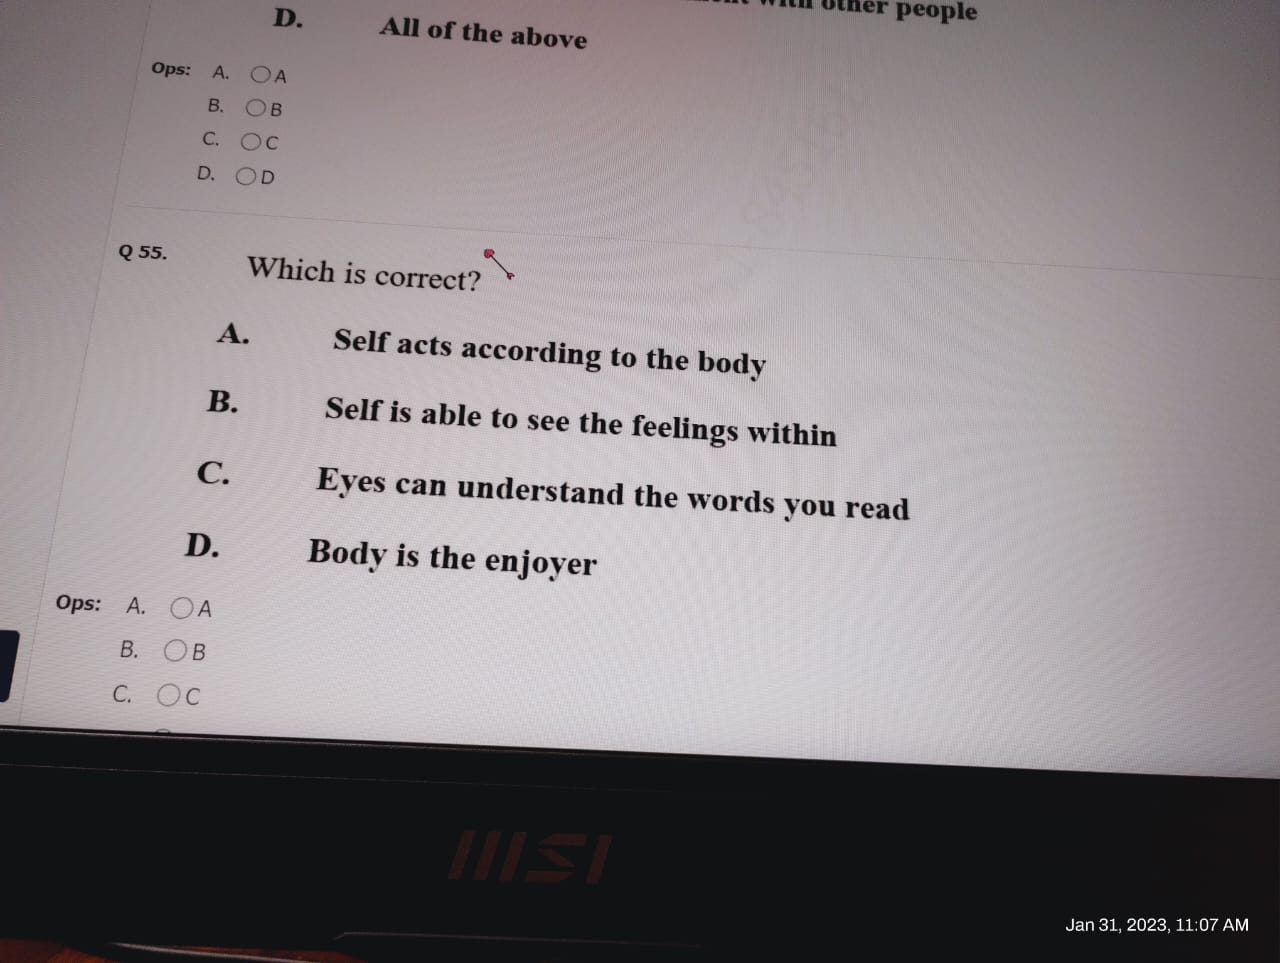 with other people
D. All of the above
Ops: A. A
B. B
C. C
D. D
Q 55. Which is correct?
A. Self acts according to the body
B. Self is able to see the feelings within
C. Eyes can understand the words you read
D. Body is the enjoyer
Ops: A. A
B. B
C. C
msi
Jan 31, 2023, 11:07 AM